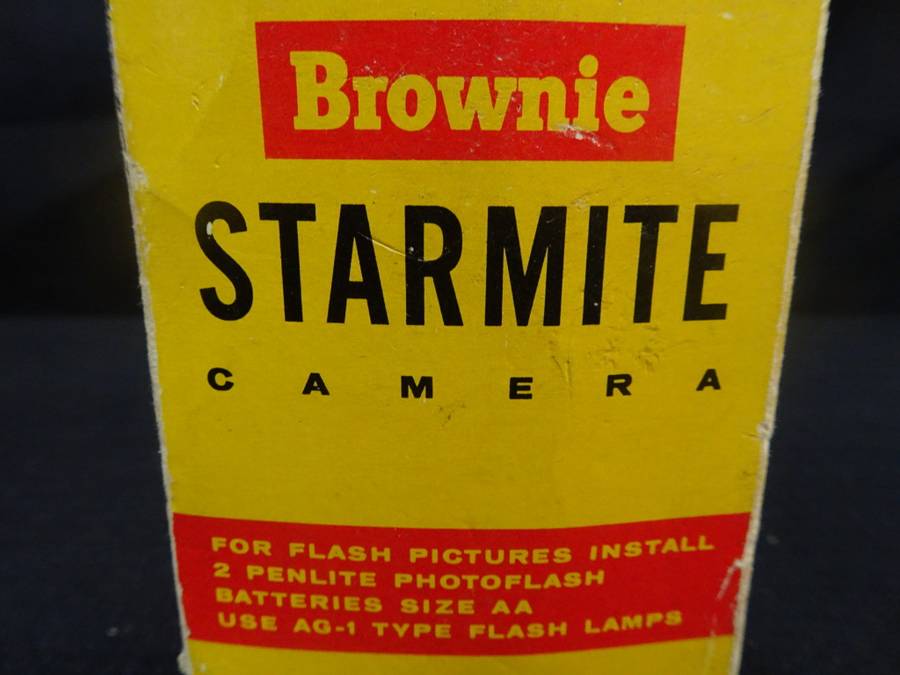 Brownie
STARMITE
CAMERA
FOR FLASH PICTURES INSTALL
2 PENLITE PHOTOFLASH
BATTERIES SIZE AA
USE AG-1 TYPE FLASH LAMPS